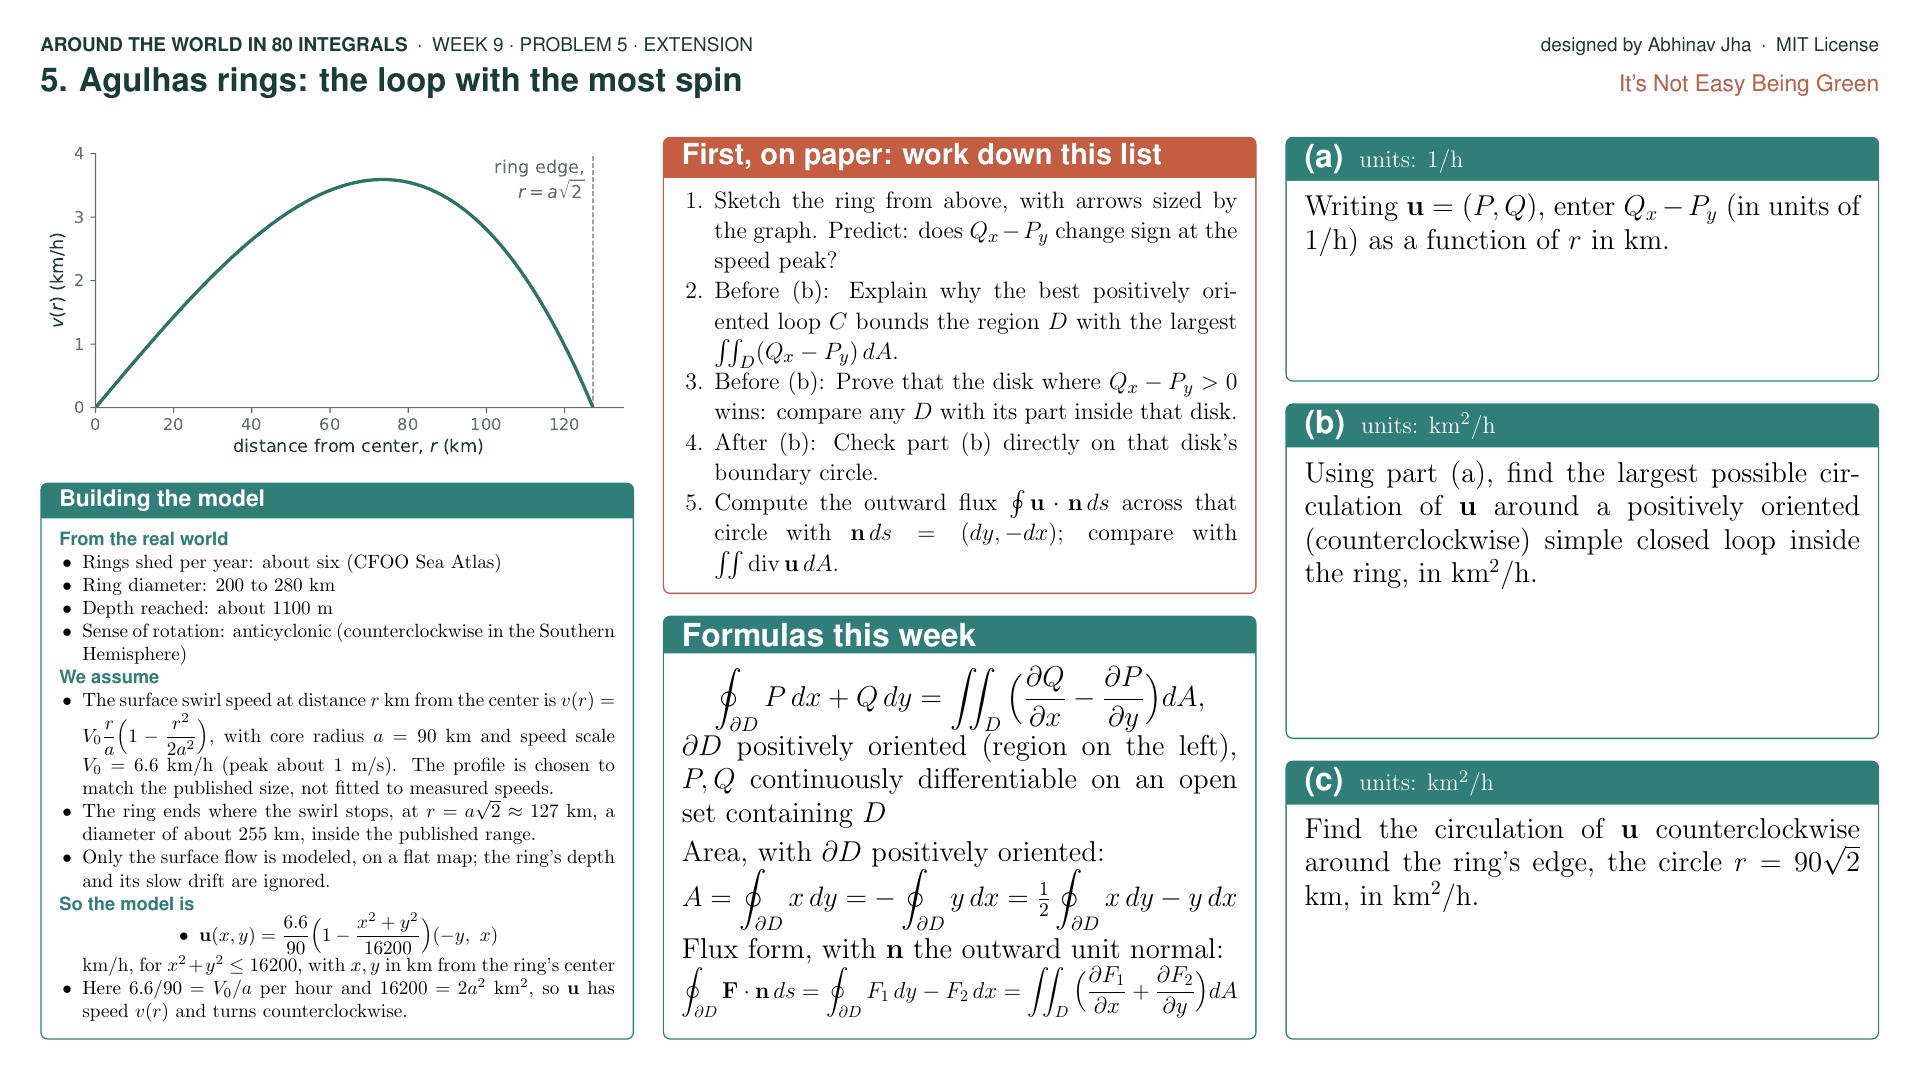 AROUND THE WORLD IN 80 INTEGRALS · WEEK 9 · PROBLEM 5 · EXTENSION
designed by Abhinav Jha · MIT License
5. Agulhas rings: the loop with the most spin
It's Not Easy Being Green
4
3
2
1
0
v(r) (km/h)
ring edge,
r = a√2
0 20 40 60 80 100 120
distance from center, r (km)
Building the model
From the real world
• Rings shed per year: about six (CFOO Sea Atlas)
• Ring diameter: 200 to 280 km
• Depth reached: about 1100 m
• Sense of rotation: anticyclonic (counterclockwise in the Southern
Hemisphere)
We assume
• The surface swirl speed at distance r km from the center is v(r) =
V₀ r/a (1 − r²/2a²), with core radius a = 90 km and speed scale
V₀ = 6.6 km/h (peak about 1 m/s). The profile is chosen to
match the published size, not fitted to measured speeds.
• The ring ends where the swirl stops, at r = a√2 ≈ 127 km, a
diameter of about 255 km, inside the published range.
• Only the surface flow is modeled, on a flat map; the ring's depth
and its slow drift are ignored.
So the model is
• u(x, y) = 6.6/90 (1 − (x² + y²)/16200)(−y, x)
km/h, for x² + y² ≤ 16200, with x, y in km from the ring's center
• Here 6.6/90 = V₀/a per hour and 16200 = 2a² km², so u has
speed v(r) and turns counterclockwise.
First, on paper: work down this list
1. Sketch the ring from above, with arrows sized by
the graph. Predict: does Qₓ − P_y change sign at the
speed peak?
2. Before (b): Explain why the best positively ori-
ented loop C bounds the region D with the largest
∬_D (Qₓ − P_y) dA.
3. Before (b): Prove that the disk where Qₓ − P_y > 0
wins: compare any D with its part inside that disk.
4. After (b): Check part (b) directly on that disk's
boundary circle.
5. Compute the outward flux ∮ u · n ds across that
circle with n ds = (dy, −dx); compare with
∬ div u dA.
Formulas this week
∮_∂D P dx + Q dy = ∬_D (∂Q/∂x − ∂P/∂y) dA,
∂D positively oriented (region on the left),
P, Q continuously differentiable on an open
set containing D
Area, with ∂D positively oriented:
A = ∮_∂D x dy = − ∮_∂D y dx = ½ ∮_∂D x dy − y dx
Flux form, with n the outward unit normal:
∮_∂D F · n ds = ∮_∂D F₁ dy − F₂ dx = ∬_D (∂F₁/∂x + ∂F₂/∂y) dA
(a) units: 1/h
Writing u = (P, Q), enter Qₓ − P_y (in units of
1/h) as a function of r in km.
(b) units: km²/h
Using part (a), find the largest possible cir-
culation of u around a positively oriented
(counterclockwise) simple closed loop inside
the ring, in km²/h.
(c) units: km²/h
Find the circulation of u counterclockwise
around the ring's edge, the circle r = 90√2
km, in km²/h.